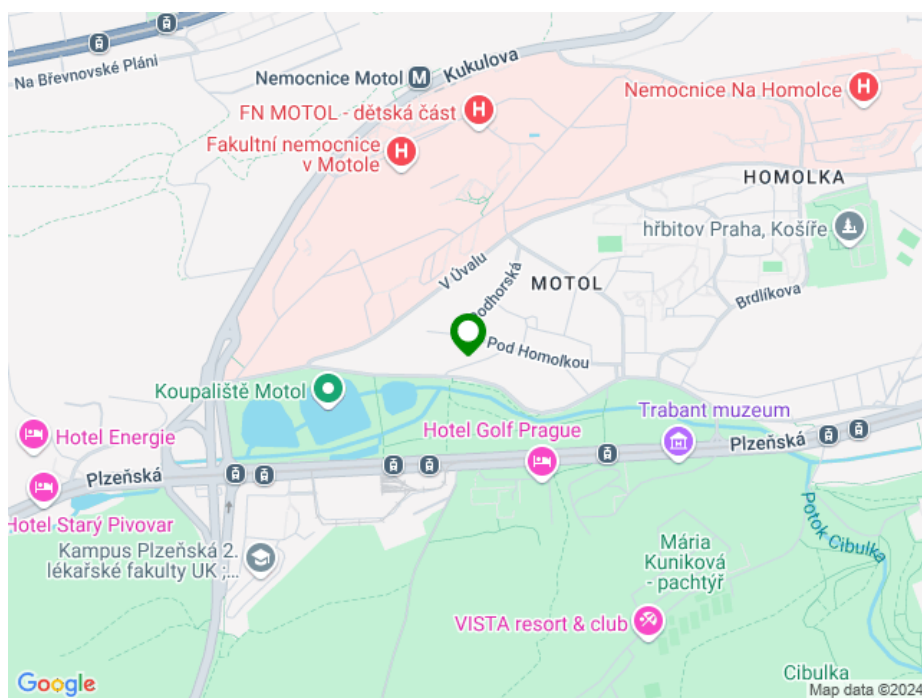 Na Břevnovské Pláni
Nemocnice Motol
M
Kukulova
FN MOTOL - dětská část
H
Nemocnice Na Homolce
H
Fakultní nemocnice
v Motole
H
HOMOLKA
hřbitov Praha, Košíře
V Úvalu
Podhorská
MOTOL
Brdlíkova
Pod Homolkou
Koupaliště Motol
Trabant muzeum
Hotel Energie
Hotel Golf Prague
Plzeňská
Plzeňská
Hotel Starý Pivovar
Potok Cibulka
Kampus Plzeňská 2.
lékařské fakulty UK ;...
Mária
Kuniková
- pachtýř
VISTA resort & club
Cibulka
Google
Map data ©2024